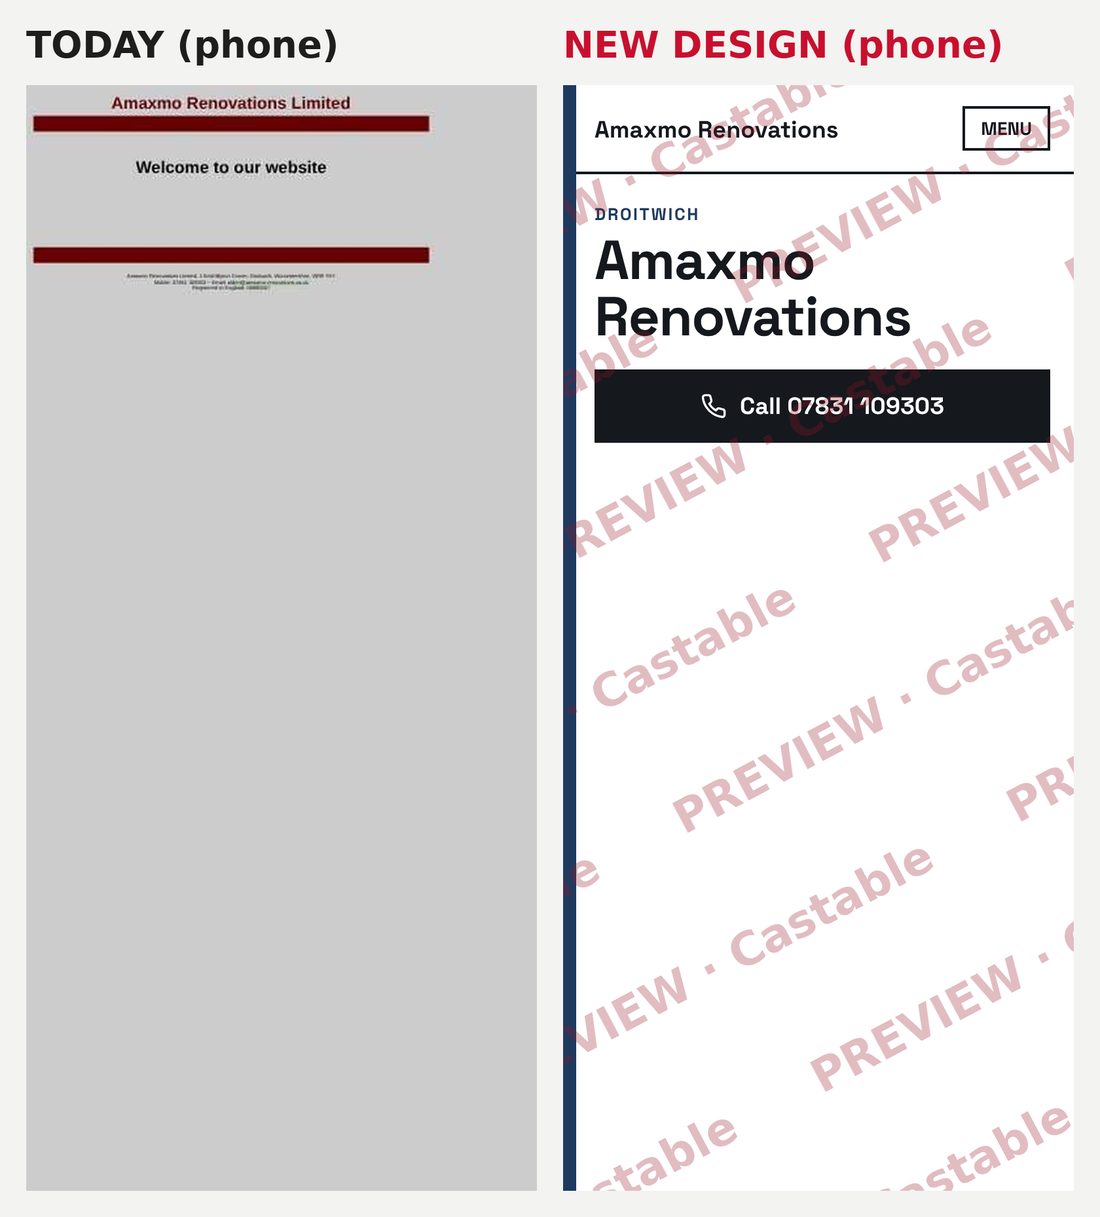 TODAY (phone)
Amaxmo Renovations Limited
Welcome to our website
NEW DESIGN (phone)
Amaxmo Renovations
MENU
DROITWICH
Amaxmo
Renovations
Call 07831 109303
PREVIEW · Castable